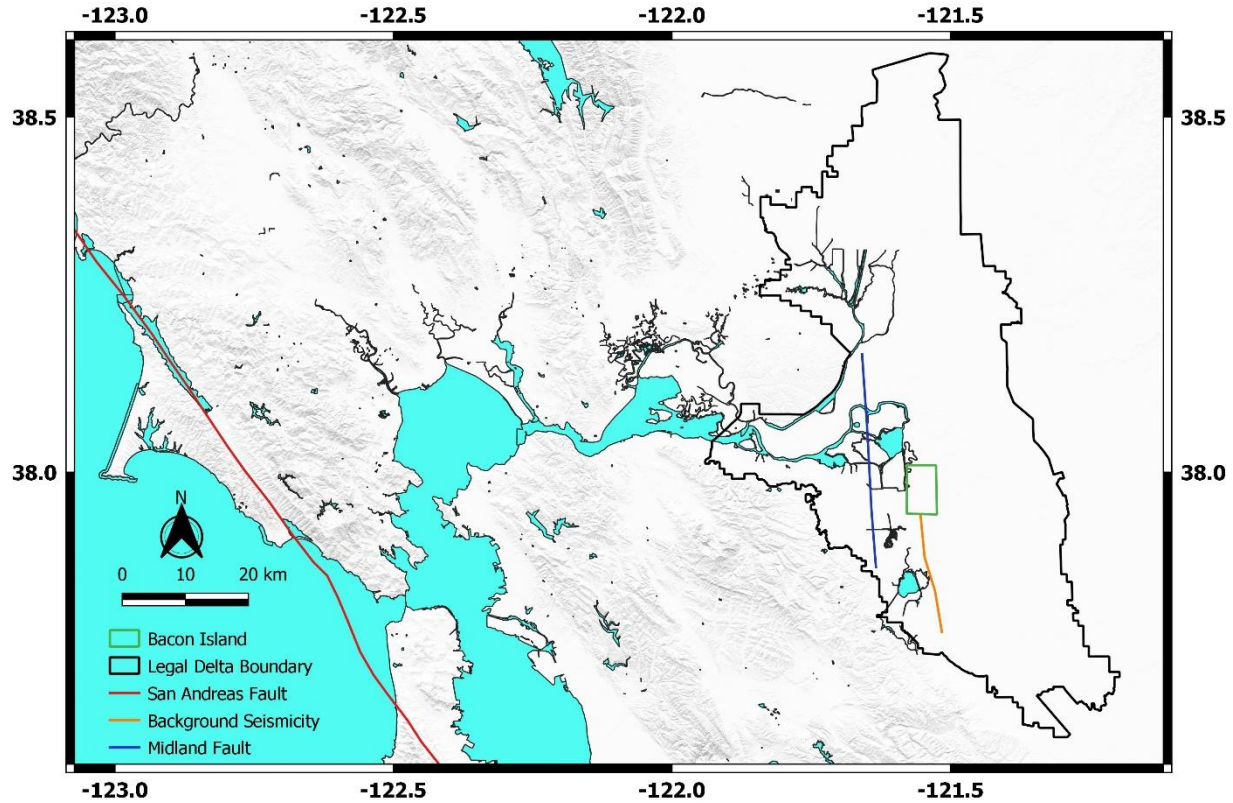 -123.0 -122.5 -122.0 -121.5
38.5 38.5
38.0 38.0
N
0 10 20 km
Bacon Island
Legal Delta Boundary
San Andreas Fault
Background Seismicity
Midland Fault
-123.0 -122.5 -122.0 -121.5